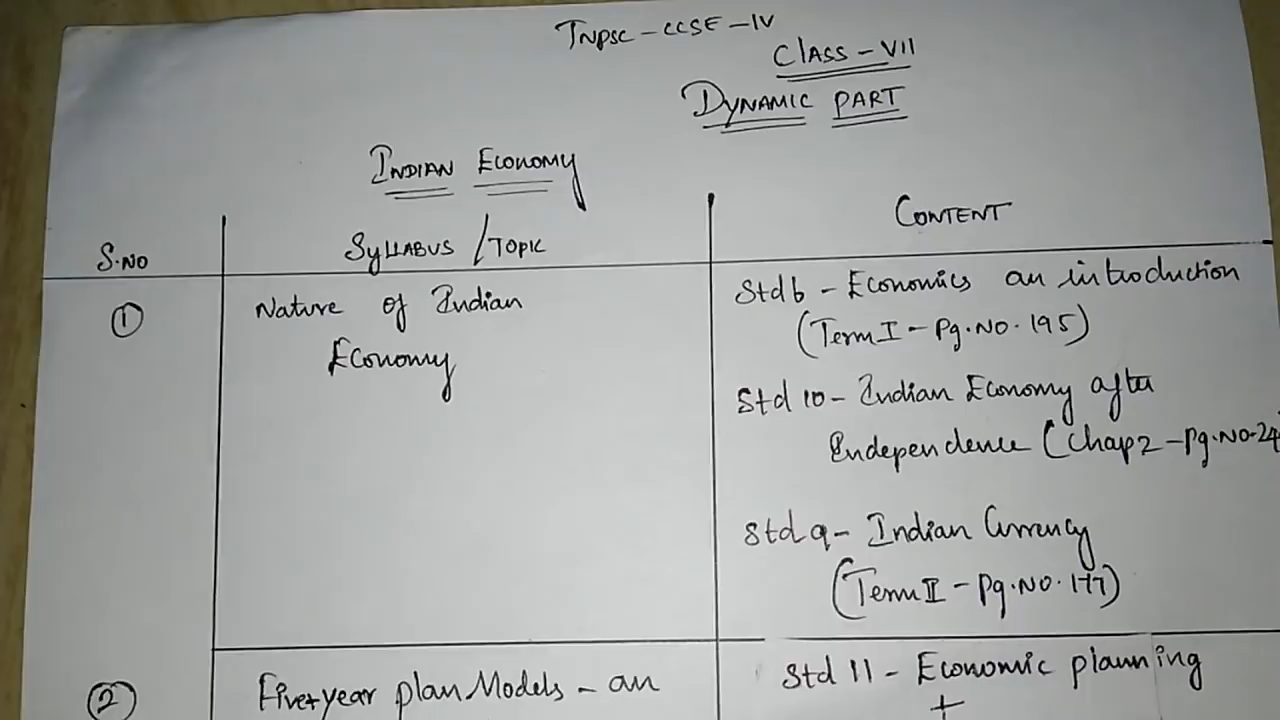 TNPSC - CCSE - IV
CLASS - VII
DYNAMIC PART
INDIAN ECONOMY
S.NO
SYLLABUS / TOPIC
CONTENT
①
Nature of Indian
Economy
Std 6 - Economics an introduction
(Term I - Pg.No. 195)
Std 10 - Indian Economy after
Independence (Chap 2 - Pg.No-24
Std 9 - Indian Currency
(Term II - Pg.No. 177)
②
Five year plan Models - an
Std 11 - Economic planning
+